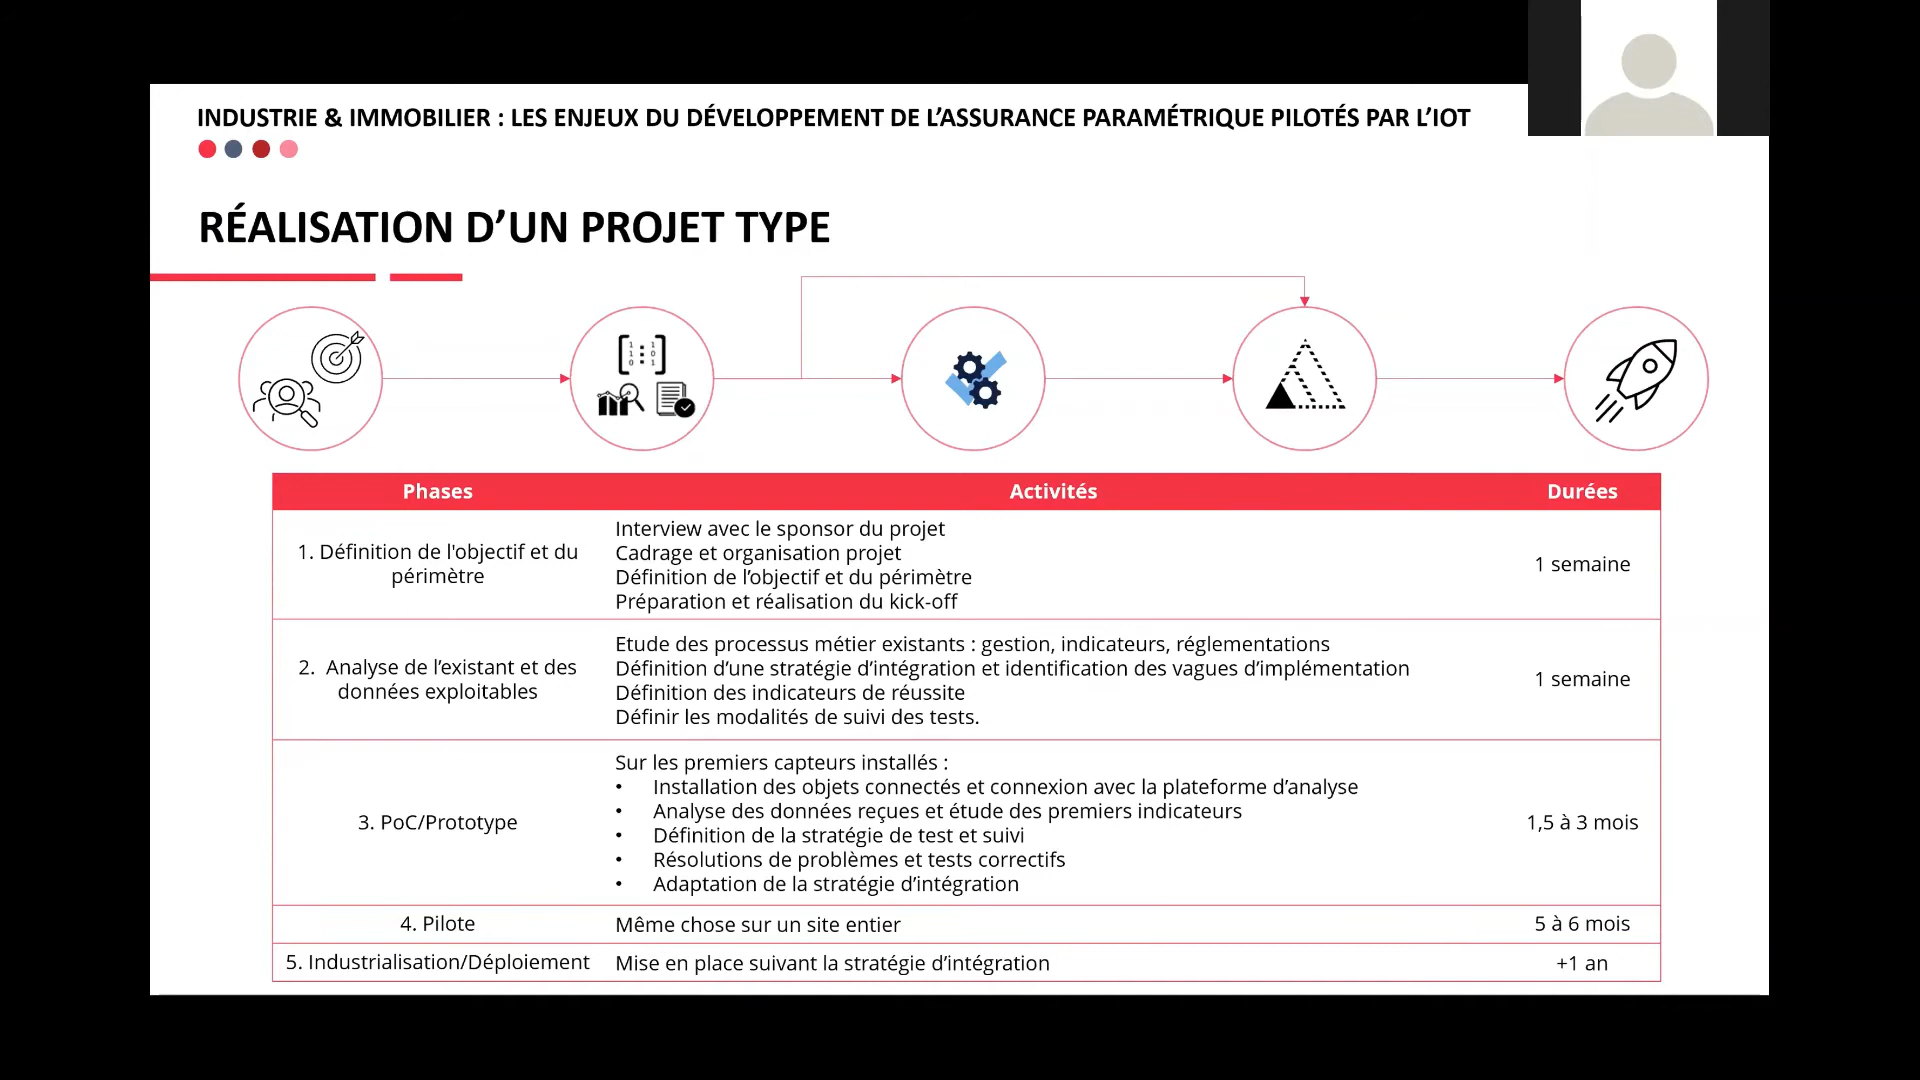 INDUSTRIE & IMMOBILIER : LES ENJEUX DU DÉVELOPPEMENT DE L’ASSURANCE PARAMÉTRIQUE PILOTÉS PAR L’IOT
RÉALISATION D’UN PROJET TYPE
Phases Activités Durées
1. Définition de l'objectif et du
périmètre
Interview avec le sponsor du projet
Cadrage et organisation projet
Définition de l’objectif et du périmètre
Préparation et réalisation du kick-off
1 semaine
2. Analyse de l’existant et des
données exploitables
Etude des processus métier existants : gestion, indicateurs, réglementations
Définition d’une stratégie d’intégration et identification des vagues d’implémentation
Définition des indicateurs de réussite
Définir les modalités de suivi des tests.
1 semaine
3. PoC/Prototype
Sur les premiers capteurs installés :
• Installation des objets connectés et connexion avec la plateforme d’analyse
• Analyse des données reçues et étude des premiers indicateurs
• Définition de la stratégie de test et suivi
• Résolutions de problèmes et tests correctifs
• Adaptation de la stratégie d’intégration
1,5 à 3 mois
4. Pilote Même chose sur un site entier 5 à 6 mois
5. Industrialisation/Déploiement Mise en place suivant la stratégie d’intégration +1 an